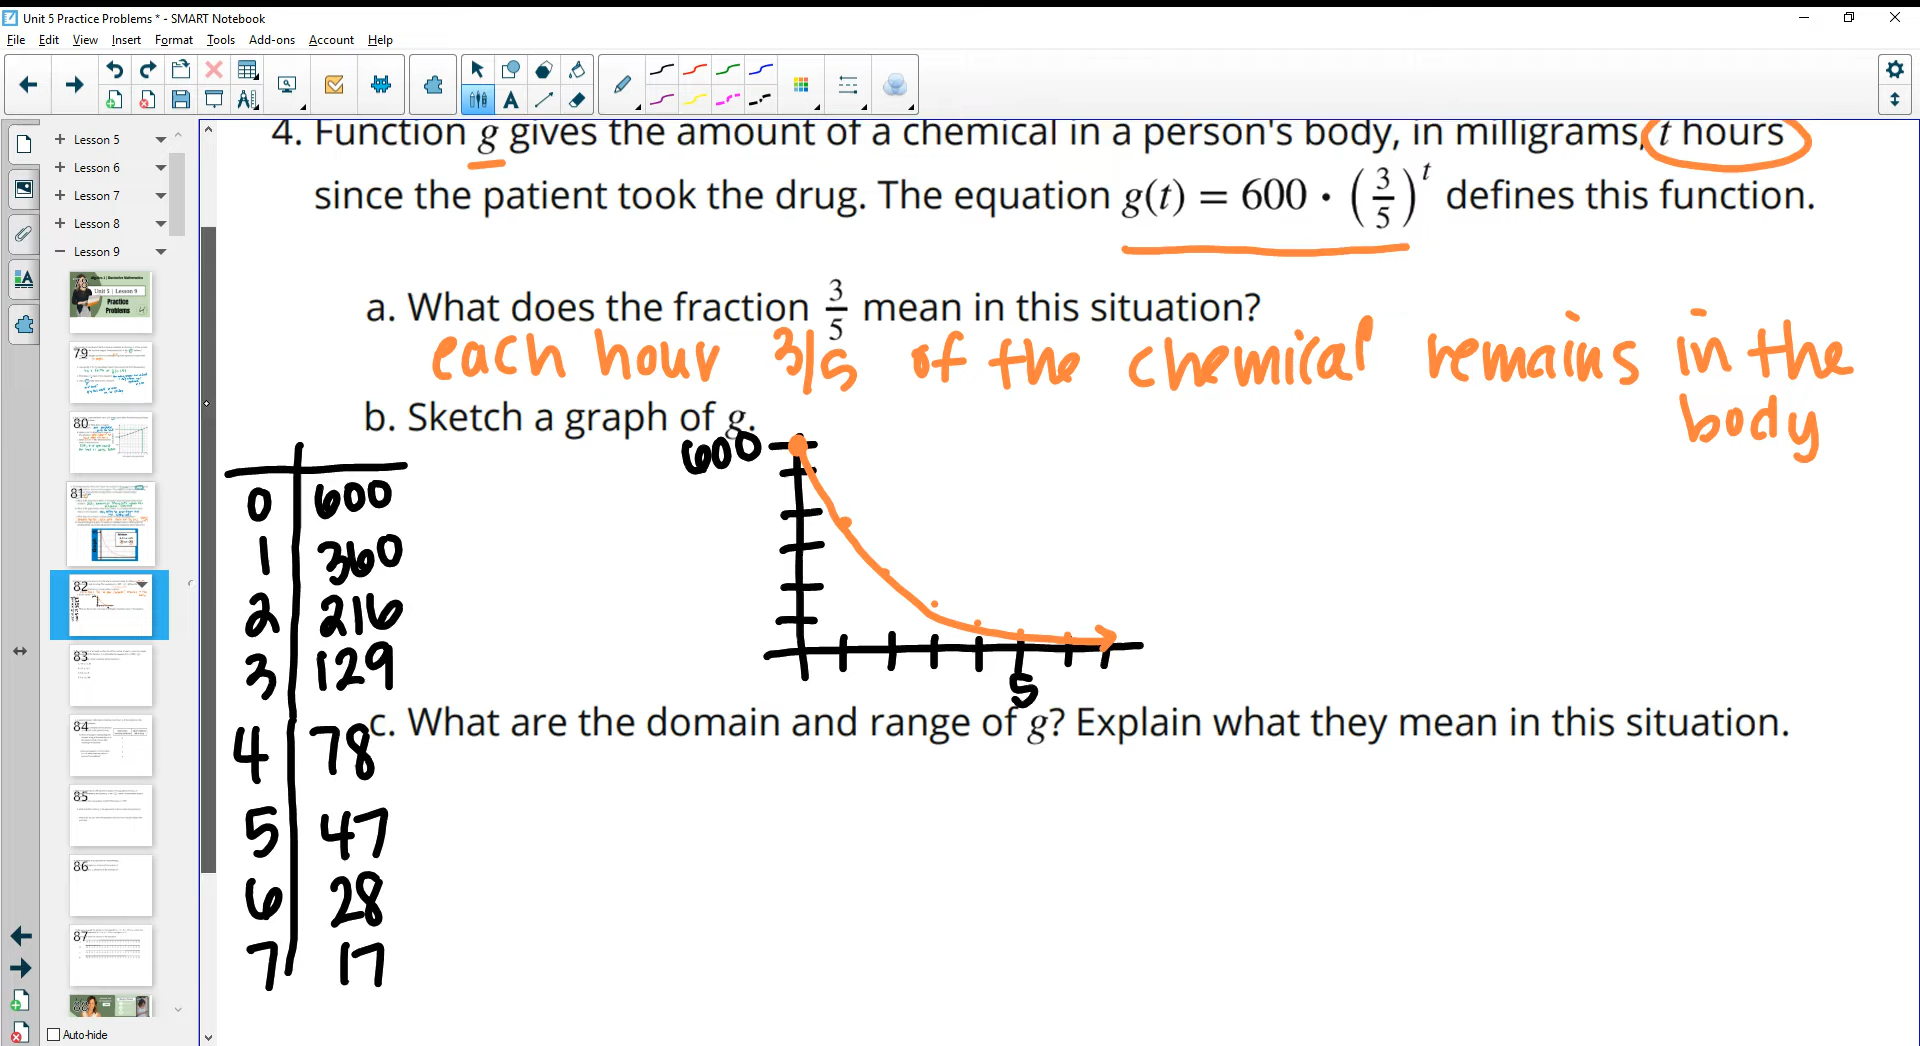 Unit 5 Practice Problems * - SMART Notebook
File Edit View Insert Format Tools Add-ons Account Help
Lesson 5
Lesson 6
Lesson 7
Lesson 8
Lesson 9
Unit 5 | Lesson 9
Practice
Problems
79
80
81
82
83
84
85
86
87
Auto-hide
4. Function g gives the amount of a chemical in a person's body, in milligrams, t hours
since the patient took the drug. The equation g(t) = 600 · (3/5)^t defines this function.
a. What does the fraction 3/5 mean in this situation?
each hour 3/5 of the chemical remains in the
body
b. Sketch a graph of g.
600
5
0 600
1 360
2 216
3 129
4 78
5 47
6 28
7 17
c. What are the domain and range of g? Explain what they mean in this situation.